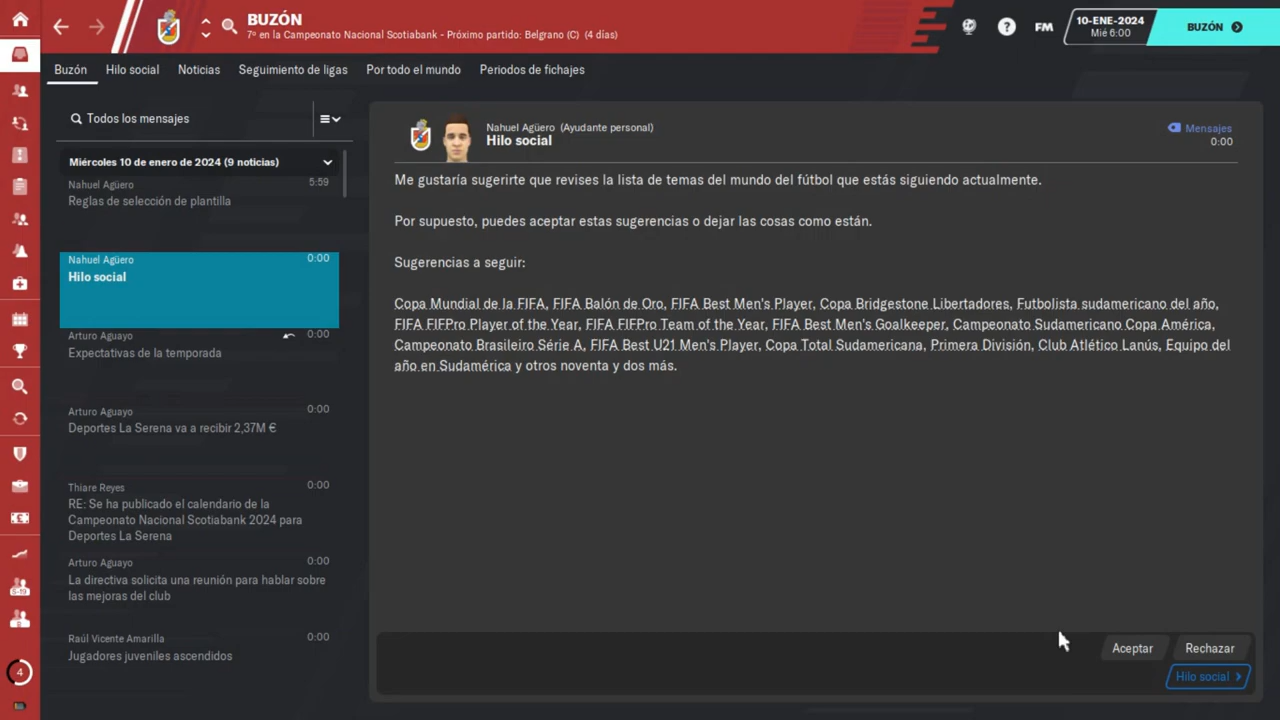 BUZÓN
7º en la Campeonato Nacional Scotiabank - Próximo partido: Belgrano (C) (4 días)
FM
10-ENE-2024
Mié 6:00
BUZÓN
Buzón
Hilo social
Noticias
Seguimiento de ligas
Por todo el mundo
Periodos de fichajes
Todos los mensajes
Miércoles 10 de enero de 2024 (9 noticias)
Nahuel Agüero 5:59
Reglas de selección de plantilla
Nahuel Agüero 0:00
Hilo social
Arturo Aguayo 0:00
Expectativas de la temporada
Arturo Aguayo 0:00
Deportes La Serena va a recibir 2,37M €
Thiare Reyes 0:00
RE: Se ha publicado el calendario de la
Campeonato Nacional Scotiabank 2024 para
Deportes La Serena
Arturo Aguayo 0:00
La directiva solicita una reunión para hablar sobre
las mejoras del club
Raúl Vicente Amarilla 0:00
Jugadores juveniles ascendidos
Nahuel Agüero (Ayudante personal)
Hilo social
Mensajes
0:00
Me gustaría sugerirte que revises la lista de temas del mundo del fútbol que estás siguiendo actualmente.
Por supuesto, puedes aceptar estas sugerencias o dejar las cosas como están.
Sugerencias a seguir:
Copa Mundial de la FIFA, FIFA Balón de Oro, FIFA Best Men's Player, Copa Bridgestone Libertadores, Futbolista sudamericano del año,
FIFA FIFPro Player of the Year, FIFA FIFPro Team of the Year, FIFA Best Men's Goalkeeper, Campeonato Sudamericano Copa América,
Campeonato Brasileiro Série A, FIFA Best U21 Men's Player, Copa Total Sudamericana, Primera División, Club Atlético Lanús, Equipo del
año en Sudamérica y otros noventa y dos más.
Aceptar
Rechazar
Hilo social
4